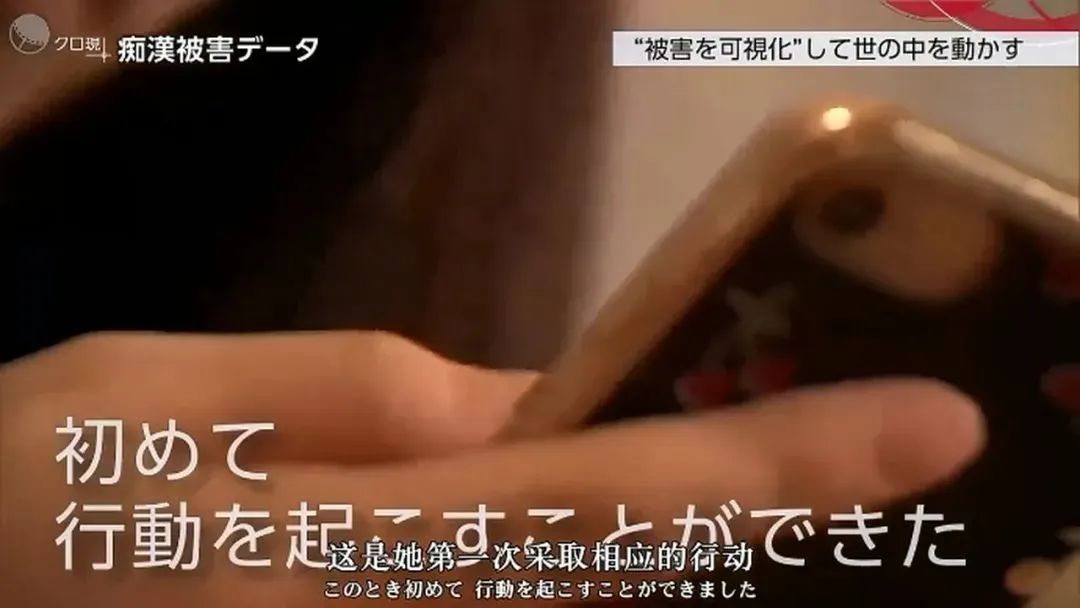 クロ現+
痴漢被害データ
“被害を可視化”して世の中を動かす
初めて
行動を起こすことができた
这是她第一次采取相应的行动
このとき初めて 行動を起こすことができました